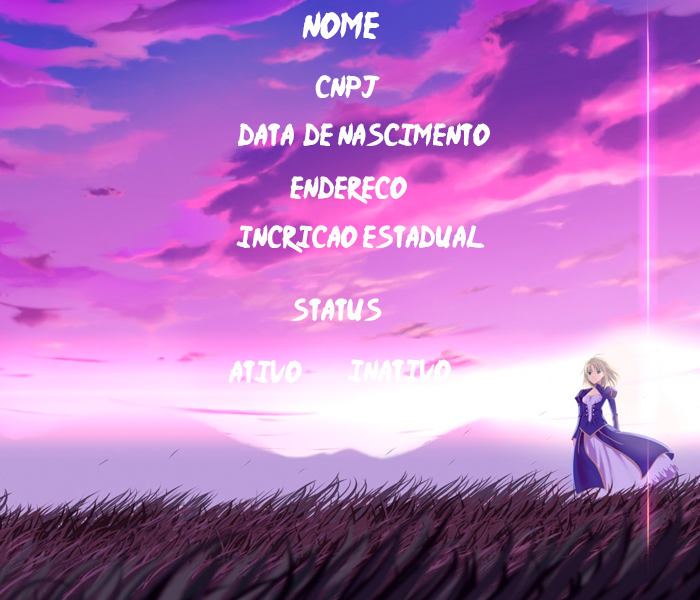 NOME
CNPJ
DATA DE NASCIMENTO
ENDERECO
INCRICAO ESTADUAL
STATUS
ATIVO INATIVO